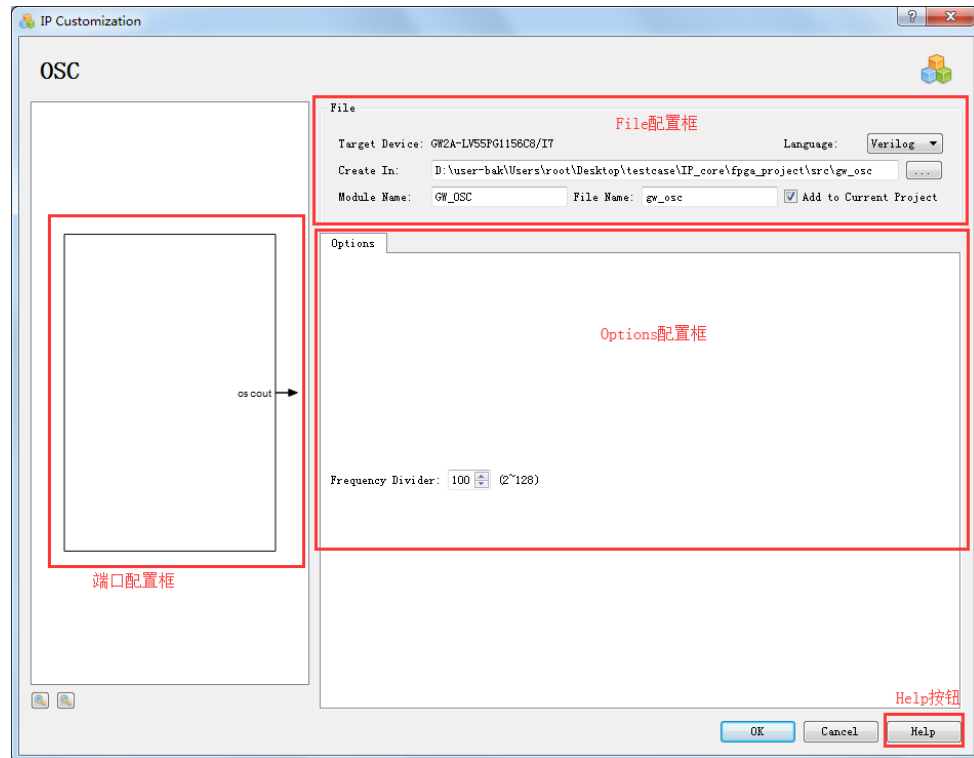 IP Customization
OSC
File
File配置框
Target Device: GW2A-LV55PG1156C8/I7
Language: Verilog
Create In: D:\user-bak\Users\root\Desktop\testcase\IP_core\fpga_project\src\gw_osc ...
Module Name: GW_OSC File Name: gw_osc Add to Current Project
Options
Options配置框
oscout
Frequency Divider: 100 (2~128)
端口配置框
Help按钮
OK Cancel Help